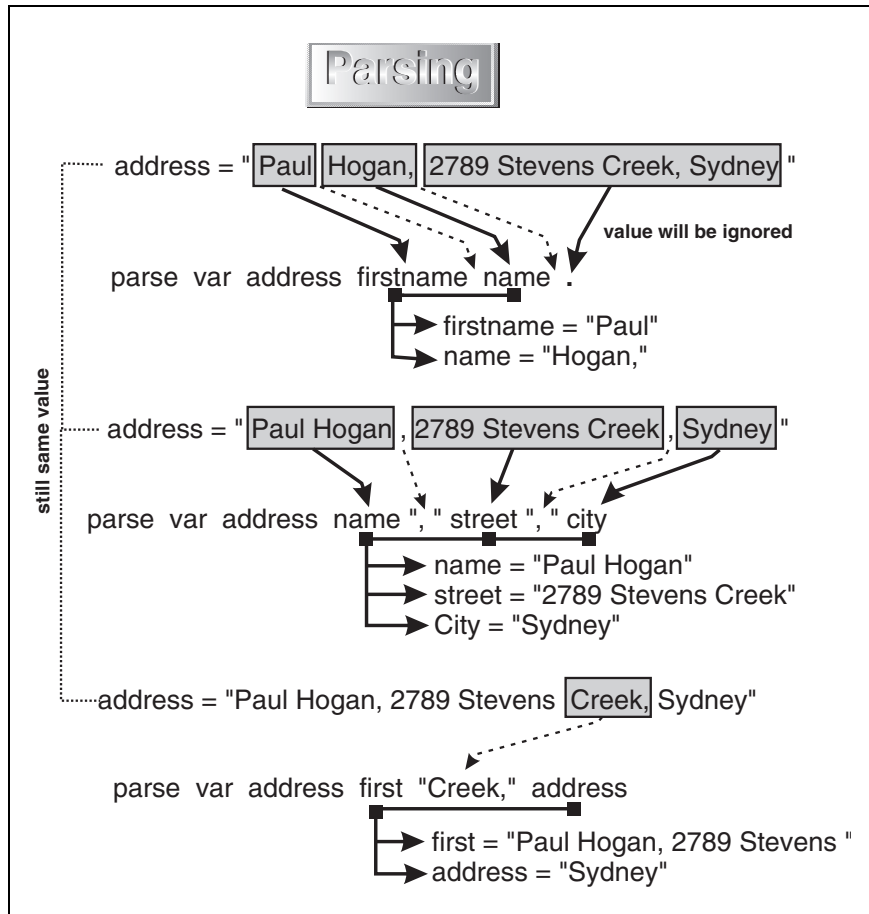 Parsing
address = " Paul Hogan, 2789 Stevens Creek, Sydney "
value will be ignored
parse var address firstname name .
firstname = "Paul"
name = "Hogan,"
still same value
address = " Paul Hogan , 2789 Stevens Creek , Sydney "
parse var address name ", " street ", " city
name = "Paul Hogan"
street = "2789 Stevens Creek"
City = "Sydney"
address = "Paul Hogan, 2789 Stevens Creek, Sydney"
parse var address first "Creek," address
first = "Paul Hogan, 2789 Stevens "
address = "Sydney"